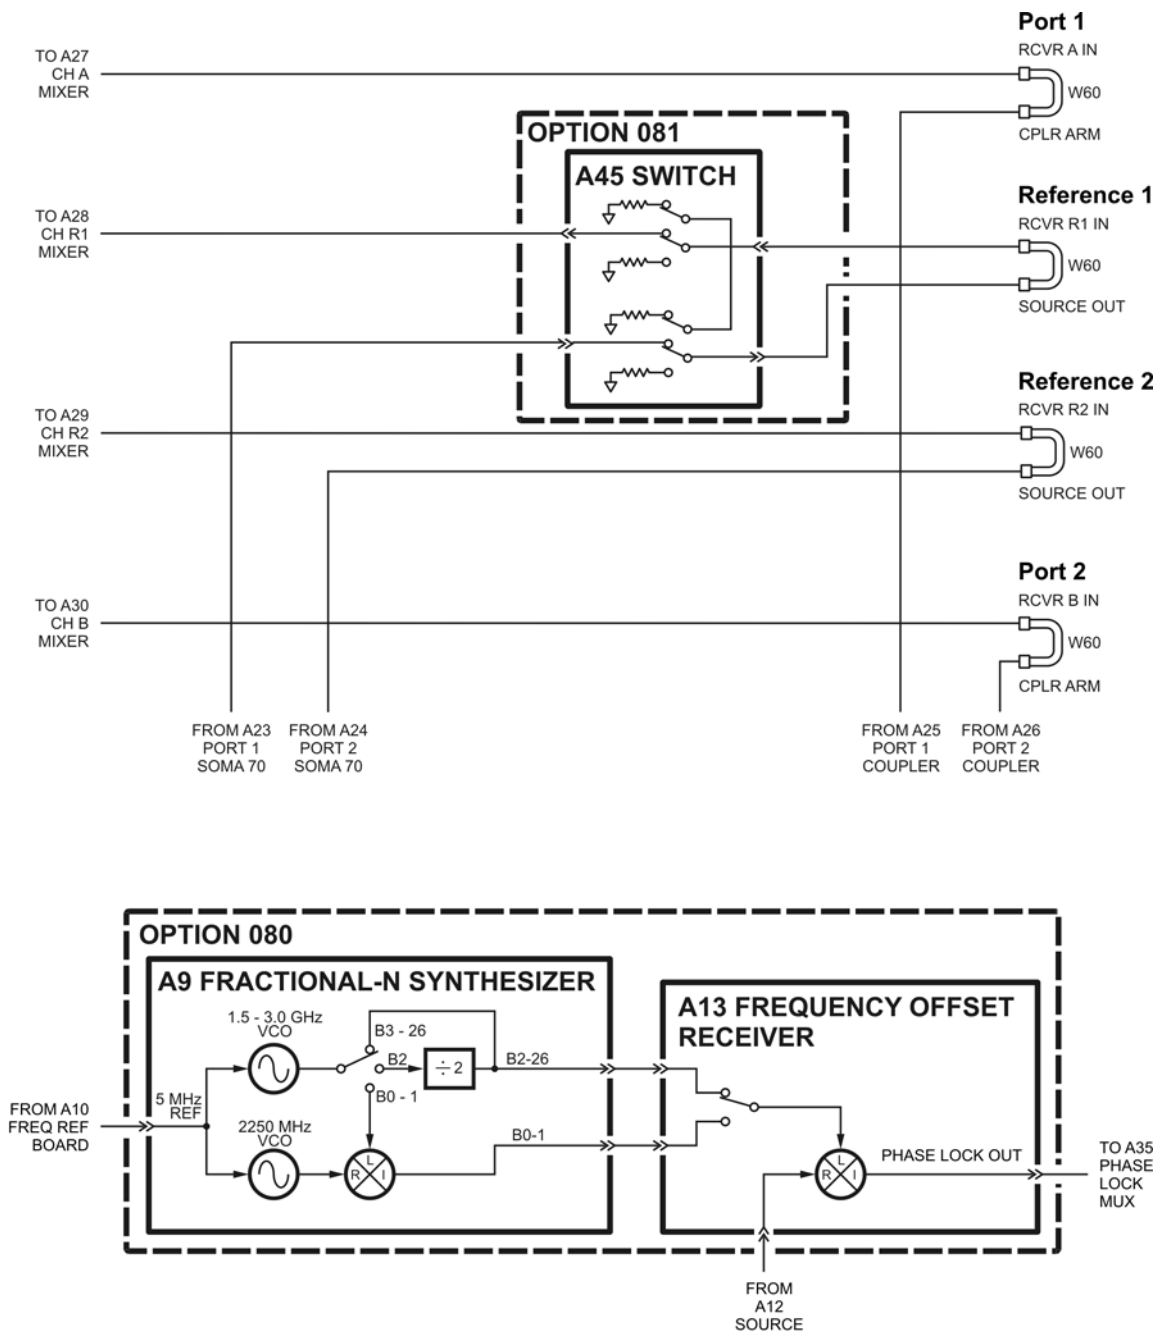 Port 1
RCVR A IN
W60
CPLR ARM
TO A27
CH A
MIXER
OPTION 081
A45 SWITCH
TO A28
CH R1
MIXER
Reference 1
RCVR R1 IN
W60
SOURCE OUT
Reference 2
RCVR R2 IN
W60
SOURCE OUT
TO A29
CH R2
MIXER
Port 2
RCVR B IN
W60
CPLR ARM
TO A30
CH B
MIXER
FROM A23
PORT 1
SOMA 70
FROM A24
PORT 2
SOMA 70
FROM A25
PORT 1
COUPLER
FROM A26
PORT 2
COUPLER
OPTION 080
A9 FRACTIONAL-N SYNTHESIZER
1.5 - 3.0 GHz
VCO
B3 - 26
B2
÷ 2
B2-26
B0 - 1
5 MHz
REF
FROM A10
FREQ REF
BOARD
2250 MHz
VCO
L
R
I
B0-1
A13 FREQUENCY OFFSET
RECEIVER
L
R
I
PHASE LOCK OUT
TO A35
PHASE
LOCK
MUX
FROM
A12
SOURCE